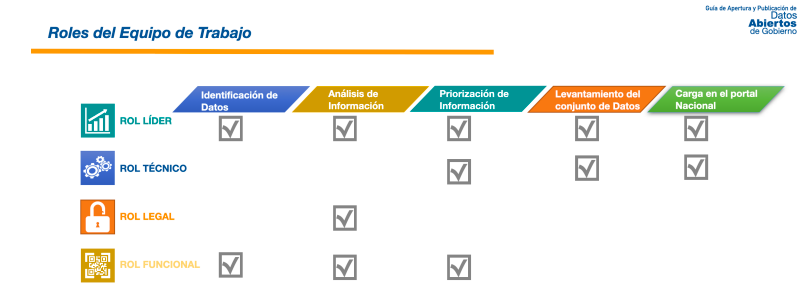 Guía de Apertura y Publicación de
Datos
Abiertos
de Gobierno
Roles del Equipo de Trabajo
Identificación de
Datos
Análisis de
Información
Priorización de
Información
Levantamiento del
conjunto de Datos
Carga en el portal
Nacional
ROL LÍDER
ROL TÉCNICO
ROL LEGAL
ROL FUNCIONAL